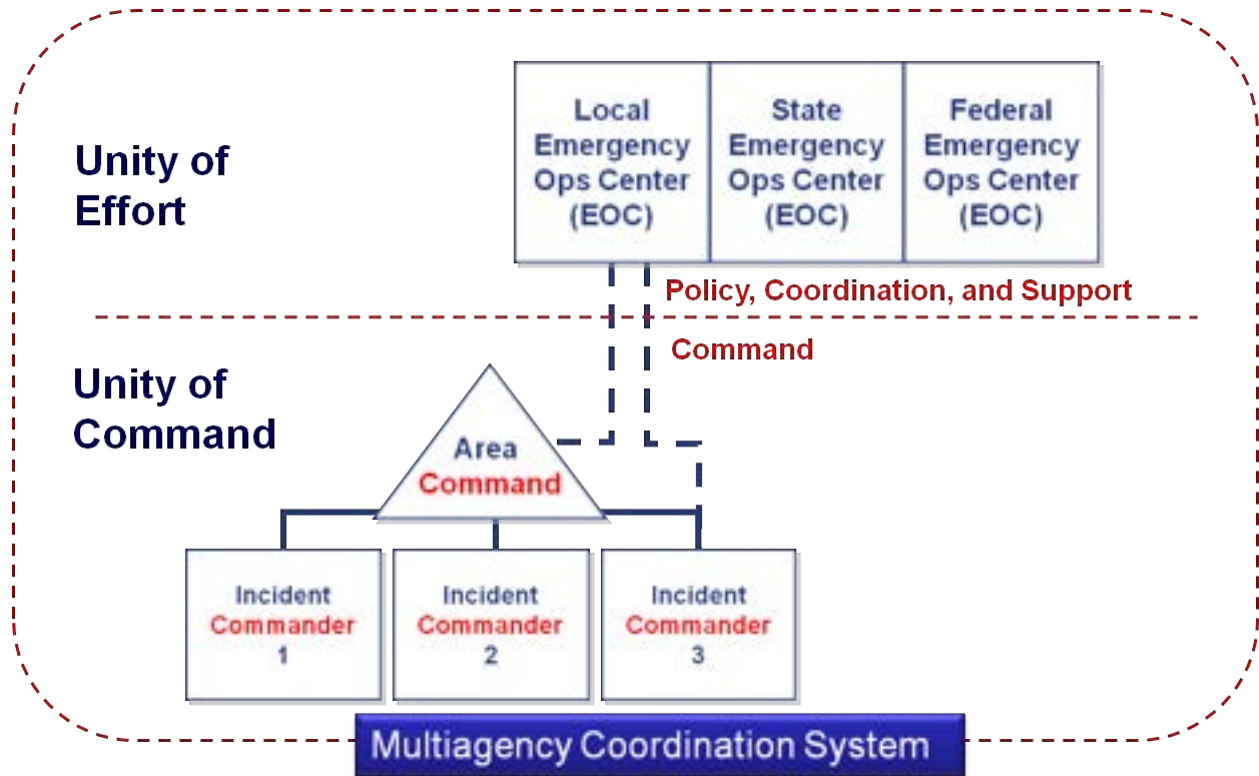 Unity of
Effort
Local
Emergency
Ops Center
(EOC)
State
Emergency
Ops Center
(EOC)
Federal
Emergency
Ops Center
(EOC)
Policy, Coordination, and Support
Command
Unity of
Command
Area
Command
Incident
Commander
1
Incident
Commander
2
Incident
Commander
3
Multiagency Coordination System